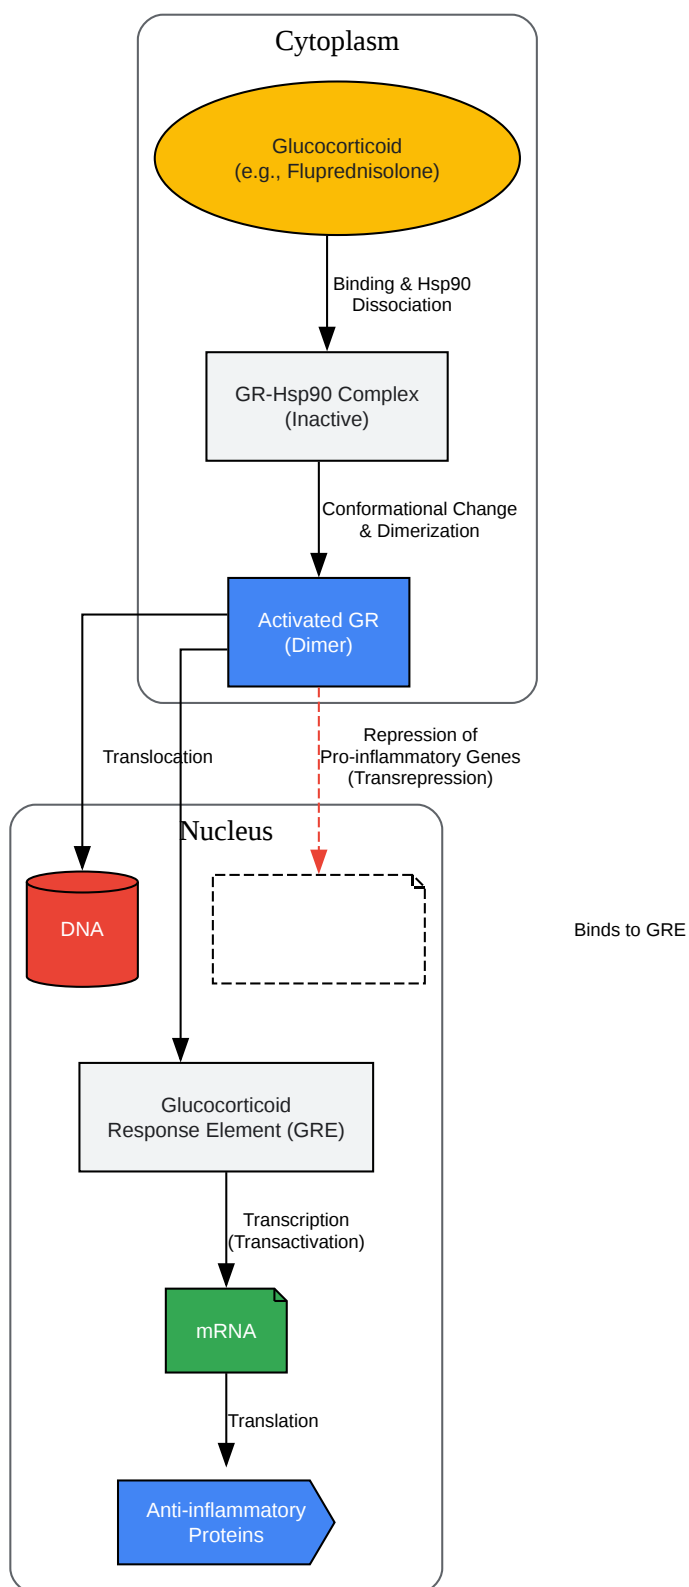 Cytoplasm
Glucocorticoid
(e.g., Fluprednisolone)
Binding & Hsp90
Dissociation
GR-Hsp90 Complex
(Inactive)
Conformational Change
& Dimerization
Activated GR
(Dimer)
Translocation
Repression of
Pro-inflammatory Genes
(Transrepression)
Nucleus
DNA
Binds to GRE
Glucocorticoid
Response Element (GRE)
Transcription
(Transactivation)
mRNA
Translation
Anti-inflammatory
Proteins